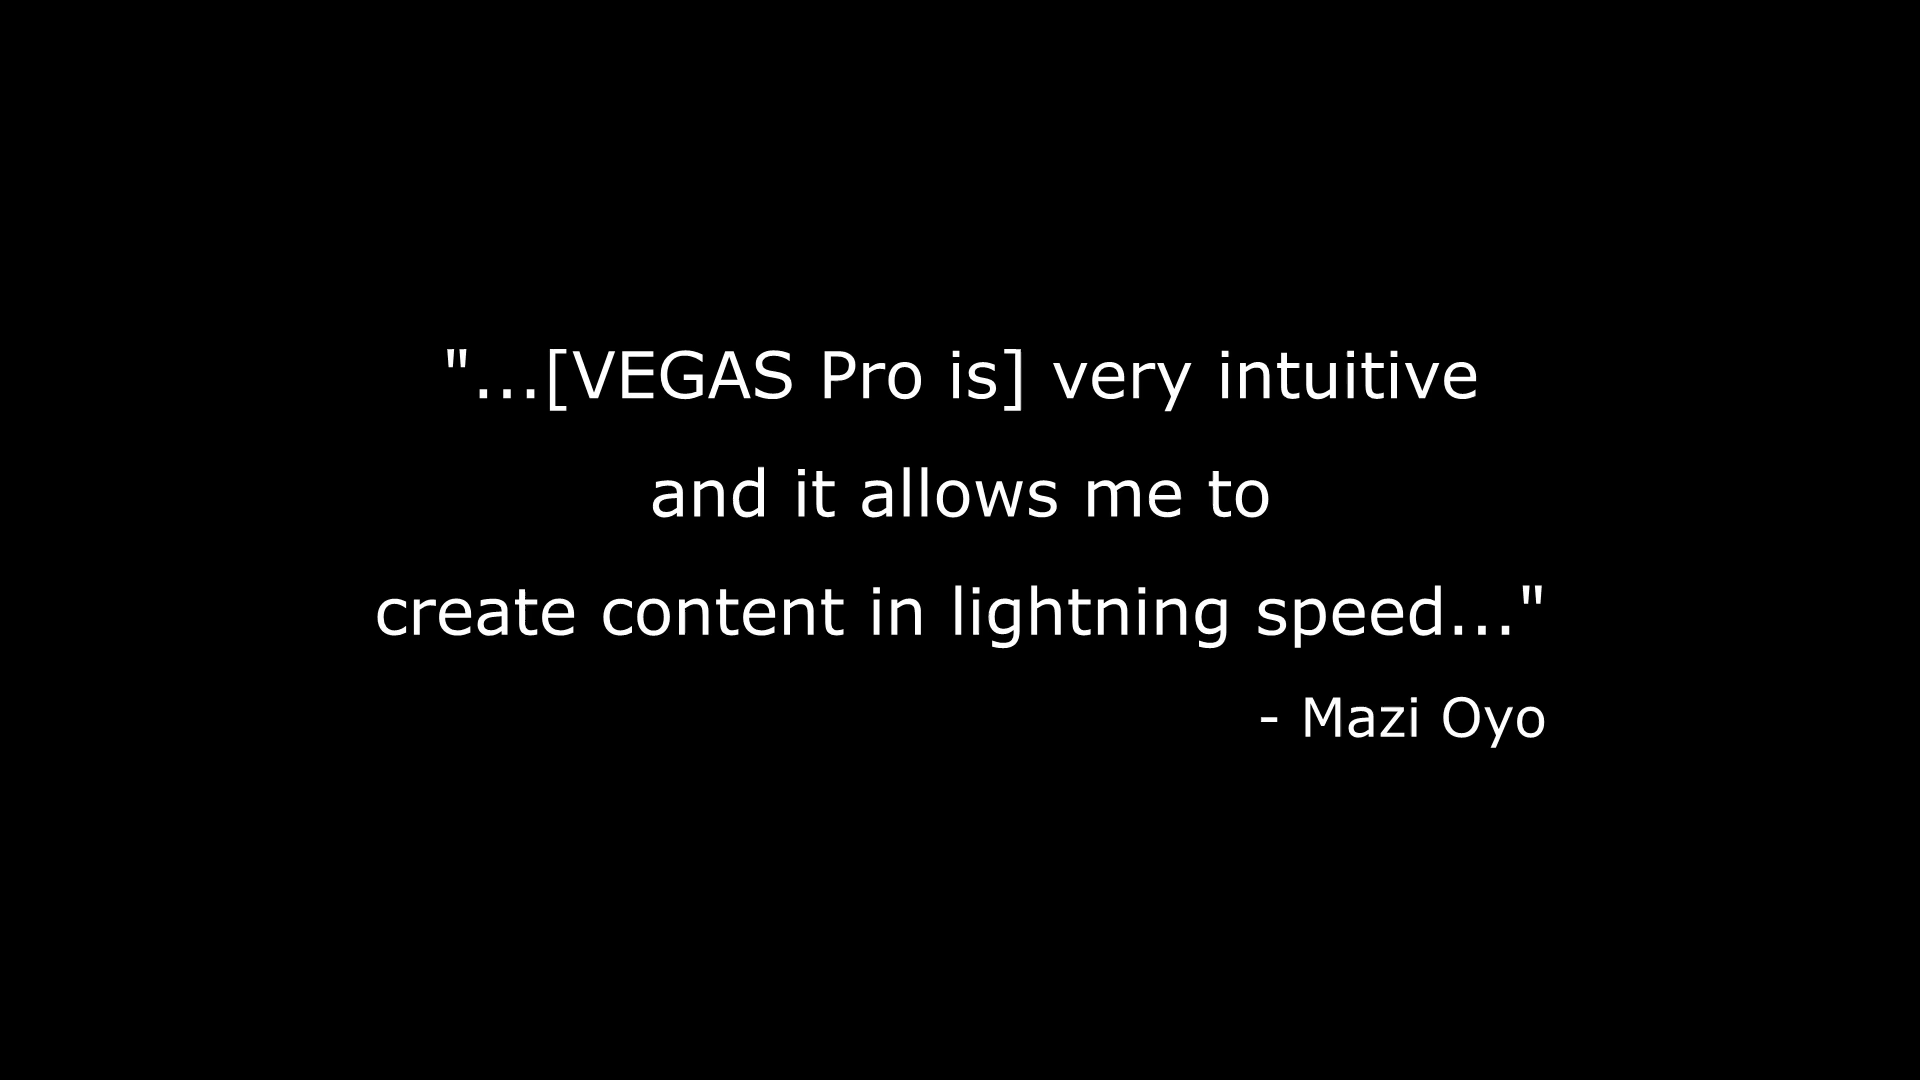 "...[VEGAS Pro is] very intuitive
and it allows me to
create content in lightning speed..."
- Mazi Oyo